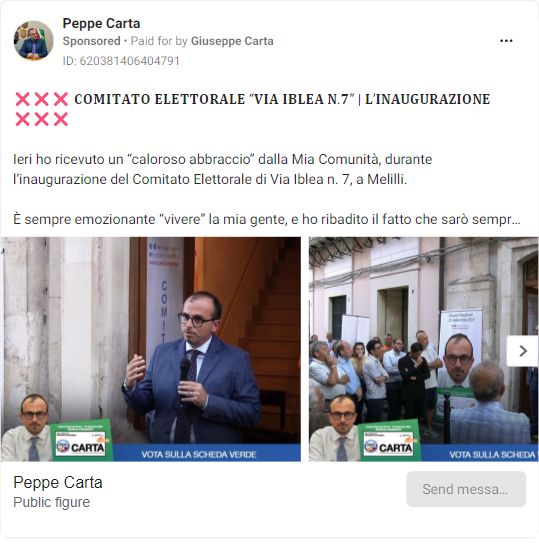 Peppe Carta
Sponsored • Paid for by Giuseppe Carta
ID: 620381406404791
❌❌❌ COMITATO ELETTORALE “VIA IBLEA N.7” | L’INAUGURAZIONE
❌❌❌
Ieri ho ricevuto un “caloroso abbraccio” dalla Mia Comunità, durante
l’inaugurazione del Comitato Elettorale di Via Iblea n. 7, a Melilli.
È sempre emozionante “vivere” la mia gente, e ho ribadito il fatto che sarò sempr...
COMIT
CARTA
VOTA SULLA SCHEDA VERDE
CARTA
VOTA SULLA SCHEDA
Peppe Carta
Public figure
Send messa...